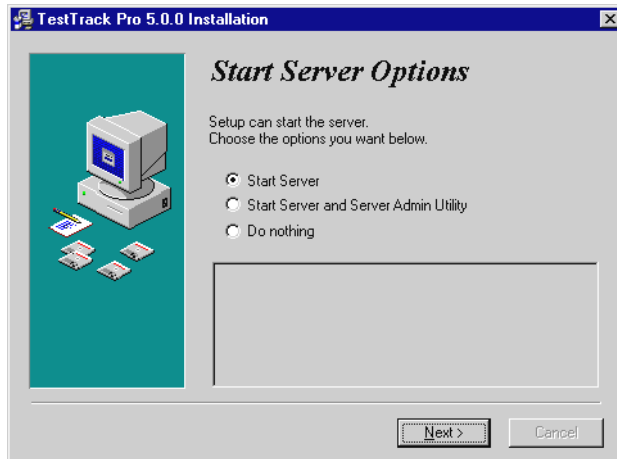 TestTrack Pro 5.0.0 Installation
Start Server Options
Setup can start the server.
Choose the options you want below.
Start Server
Start Server and Server Admin Utility
Do nothing
Next >
Cancel